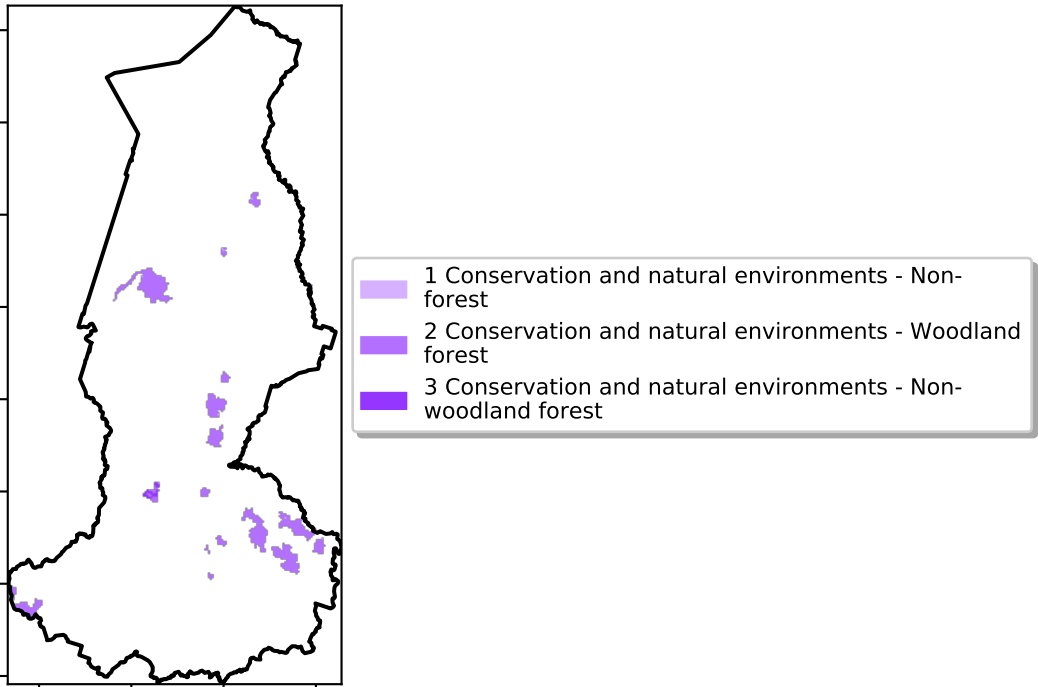 1 Conservation and natural environments - Non-
forest
2 Conservation and natural environments - Woodland
forest
3 Conservation and natural environments - Non-
woodland forest